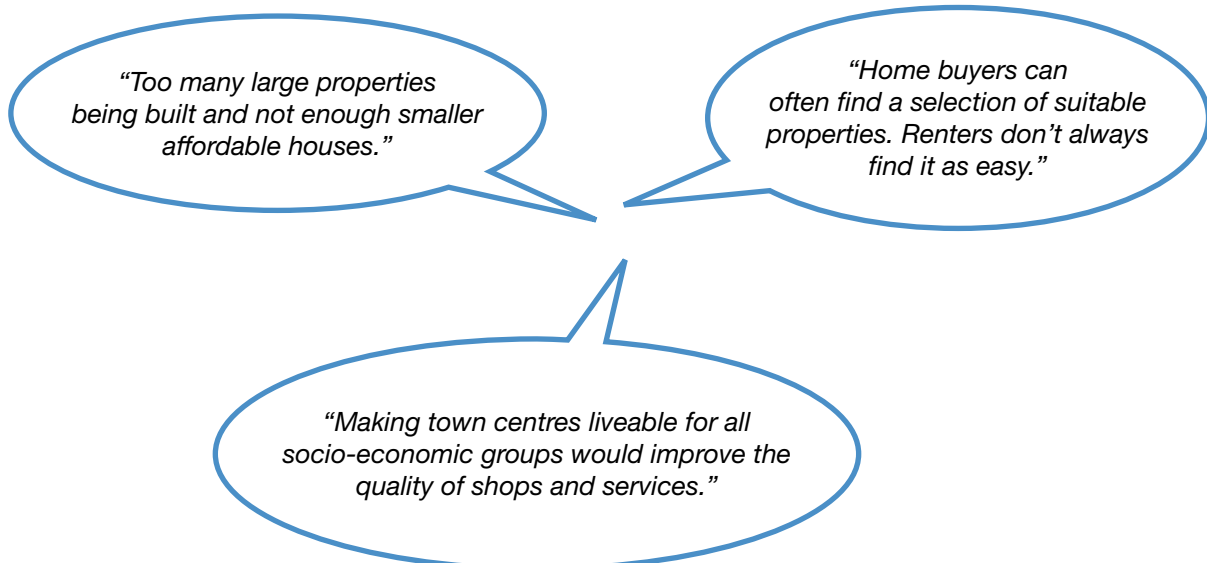 “Too many large properties
being built and not enough smaller
affordable houses.”
“Home buyers can
often find a selection of suitable
properties. Renters don’t always
find it as easy.”
“Making town centres liveable for all
socio-economic groups would improve the
quality of shops and services.”